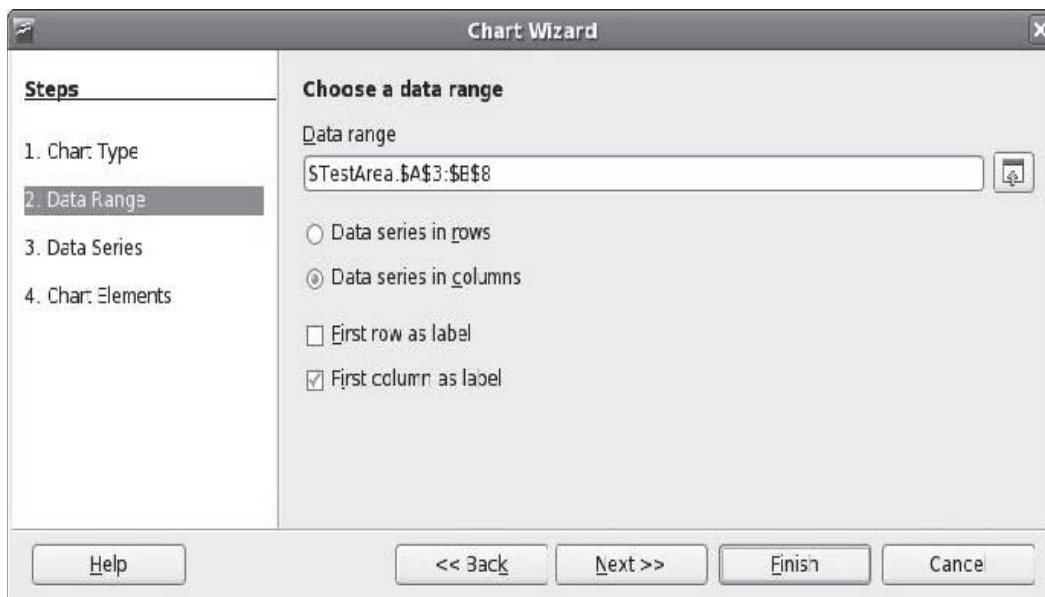 Chart Wizard
Steps
1. Chart Type
2. Data Range
3. Data Series
4. Chart Elements
Choose a data range
Data range
$TestArea.$A$3:$B$8
Data series in rows
Data series in columns
First row as label
First column as label
Help
<< Back
Next >>
Finish
Cancel